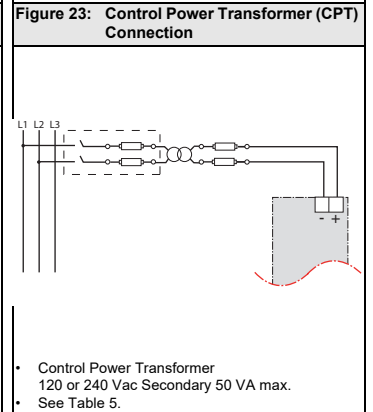 Figure 23: Control Power Transformer (CPT)
Connection
L1 L2 L3
- +
• Control Power Transformer
120 or 240 Vac Secondary 50 VA max.
• See Table 5.